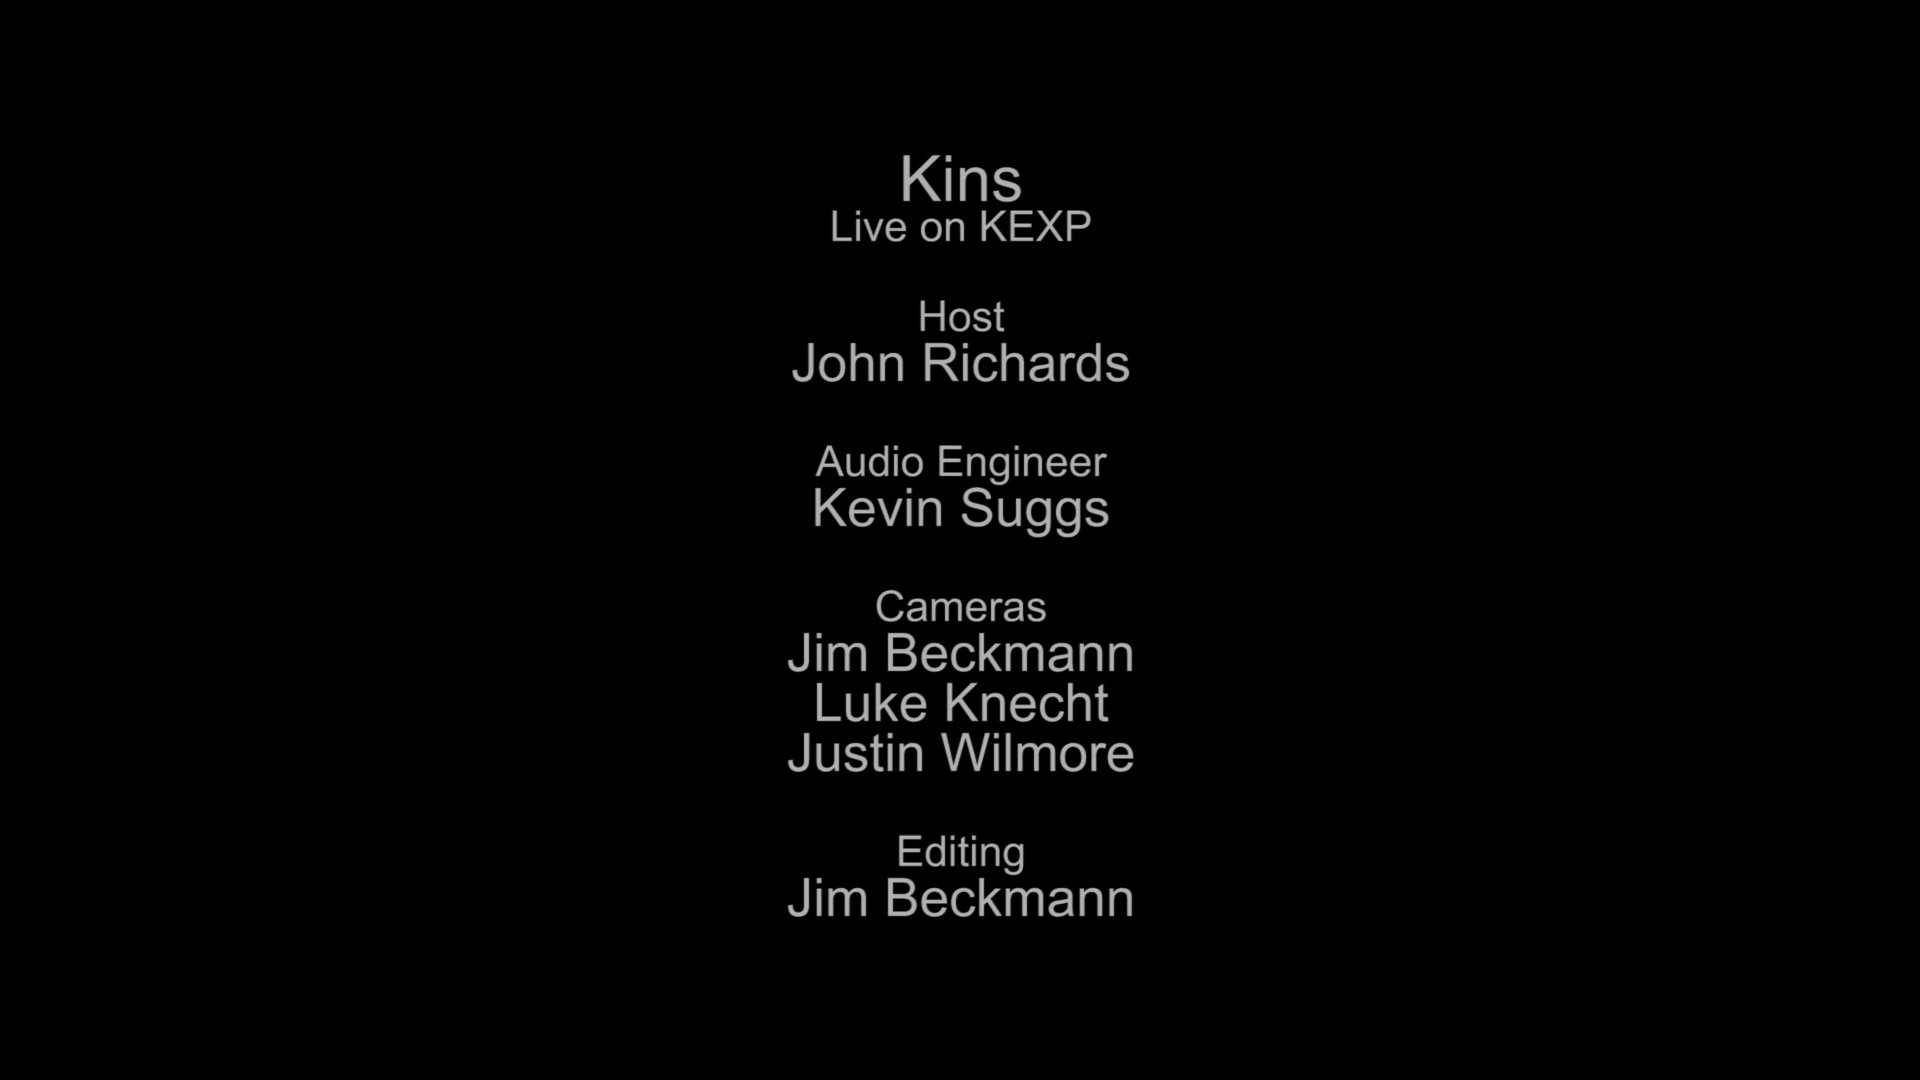 Kins
Live on KEXP
Host
John Richards
Audio Engineer
Kevin Suggs
Cameras
Jim Beckmann
Luke Knecht
Justin Wilmore
Editing
Jim Beckmann